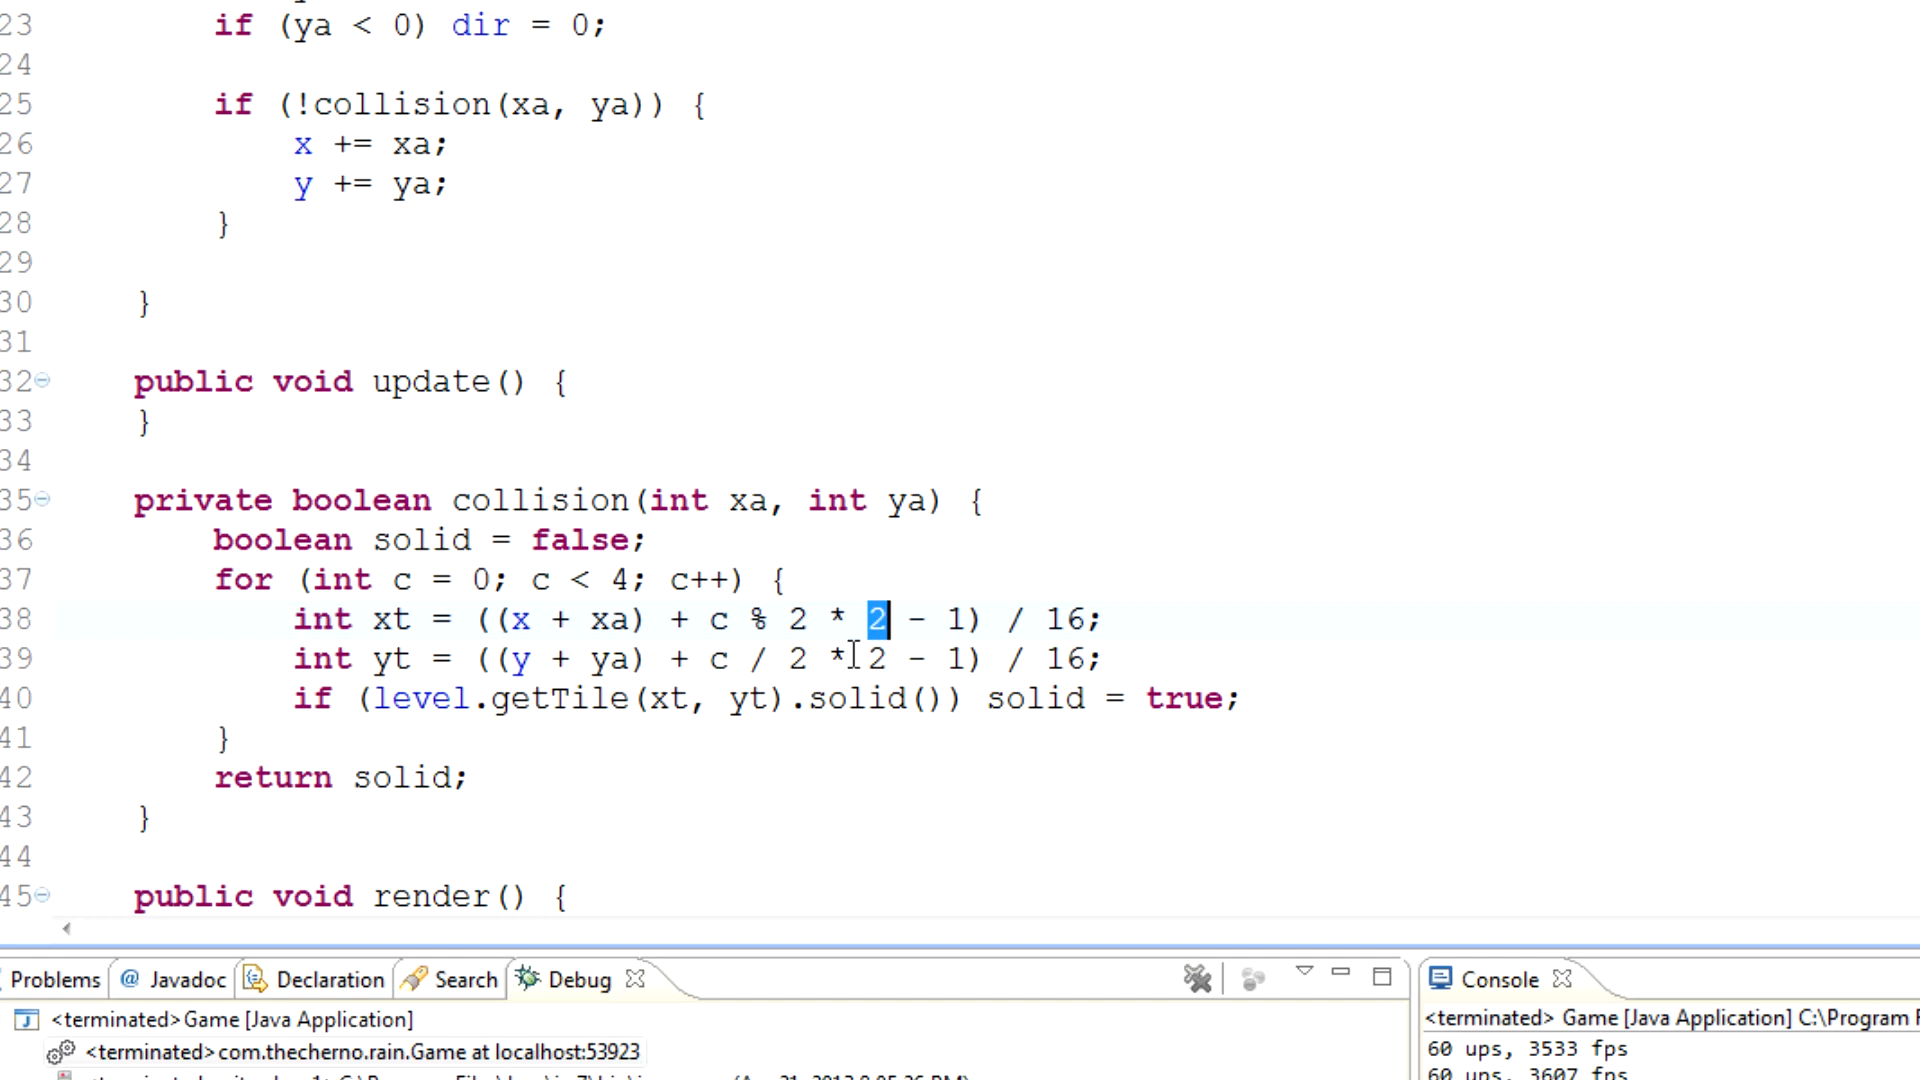 23 if (ya < 0) dir = 0;
24
25 if (!collision(xa, ya)) {
26 x += xa;
27 y += ya;
28 }
29
30 }
31
32 public void update() {
33 }
34
35 private boolean collision(int xa, int ya) {
36 boolean solid = false;
37 for (int c = 0; c < 4; c++) {
38 int xt = ((x + xa) + c % 2 * 2 - 1) / 16;
39 int yt = ((y + ya) + c / 2 * 2 - 1) / 16;
40 if (level.getTile(xt, yt).solid()) solid = true;
41 }
42 return solid;
43 }
44
45 public void render() {
Problems @ Javadoc Declaration Search Debug Console
<terminated> Game [Java Application]
<terminated> com.thecherno.rain.Game at localhost:53923
<terminated> Game [Java Application] C:\Program F
60 ups, 3533 fps
60 ups, 3607 fps